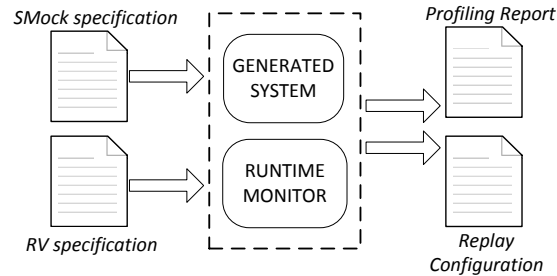 SMock specification
Profiling Report
GENERATED
SYSTEM
RUNTIME
MONITOR
RV specification
Replay
Configuration